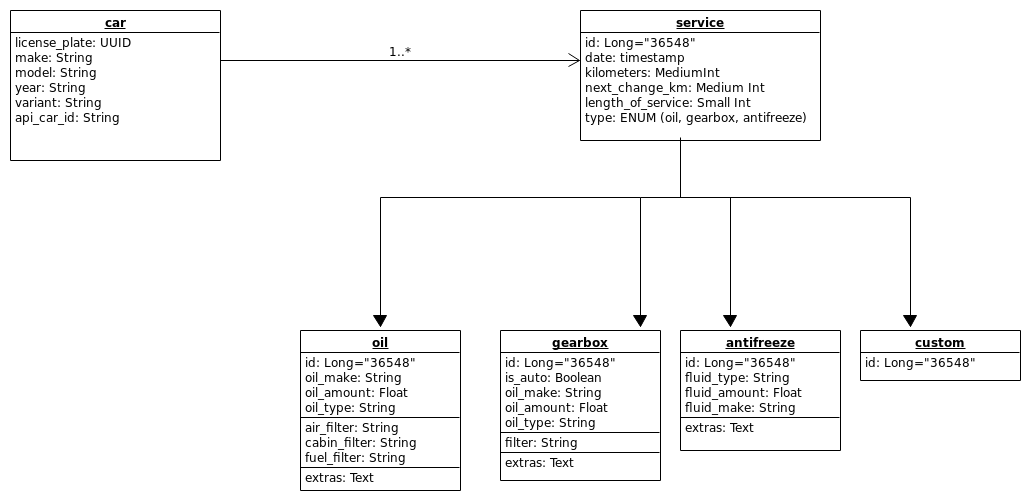 car
license_plate: UUID
make: String
model: String
year: String
variant: String
api_car_id: String
1..*
service
id: Long="36548"
date: timestamp
kilometers: MediumInt
next_change_km: Medium Int
length_of_service: Small Int
type: ENUM (oil, gearbox, antifreeze)
oil
id: Long="36548"
oil_make: String
oil_amount: Float
oil_type: String
air_filter: String
cabin_filter: String
fuel_filter: String
extras: Text
gearbox
id: Long="36548"
is_auto: Boolean
oil_make: String
oil_amount: Float
oil_type: String
filter: String
extras: Text
antifreeze
id: Long="36548"
fluid_type: String
fluid_amount: Float
fluid_make: String
extras: Text
custom
id: Long="36548"